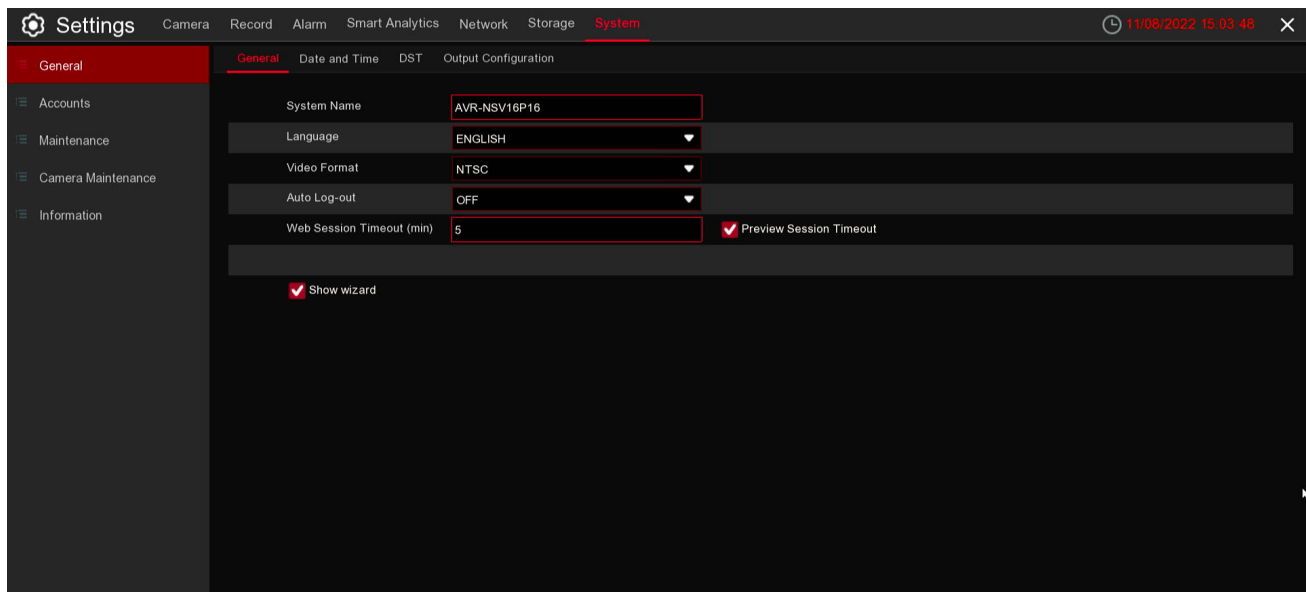 Settings Camera Record Alarm Smart Analytics Network Storage System 11/08/2022 15:03:48
General Date and Time DST Output Configuration
General
Accounts
Maintenance
Camera Maintenance
Information
System Name AVR-NSV16P16
Language ENGLISH
Video Format NTSC
Auto Log-out OFF
Web Session Timeout (min) 5 Preview Session Timeout
Show wizard